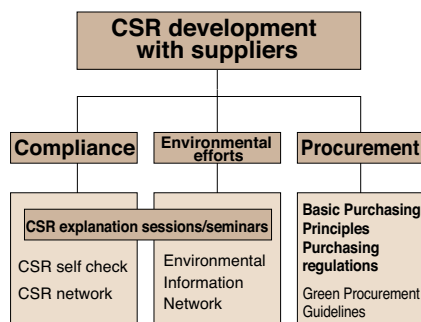 CSR development
with suppliers
Compliance
Environmental
efforts
Procurement
CSR explanation sessions/seminars
CSR self check
CSR network
Environmental
Information
Network
Basic Purchasing
Principles
Purchasing
regulations
Green Procurement
Guidelines